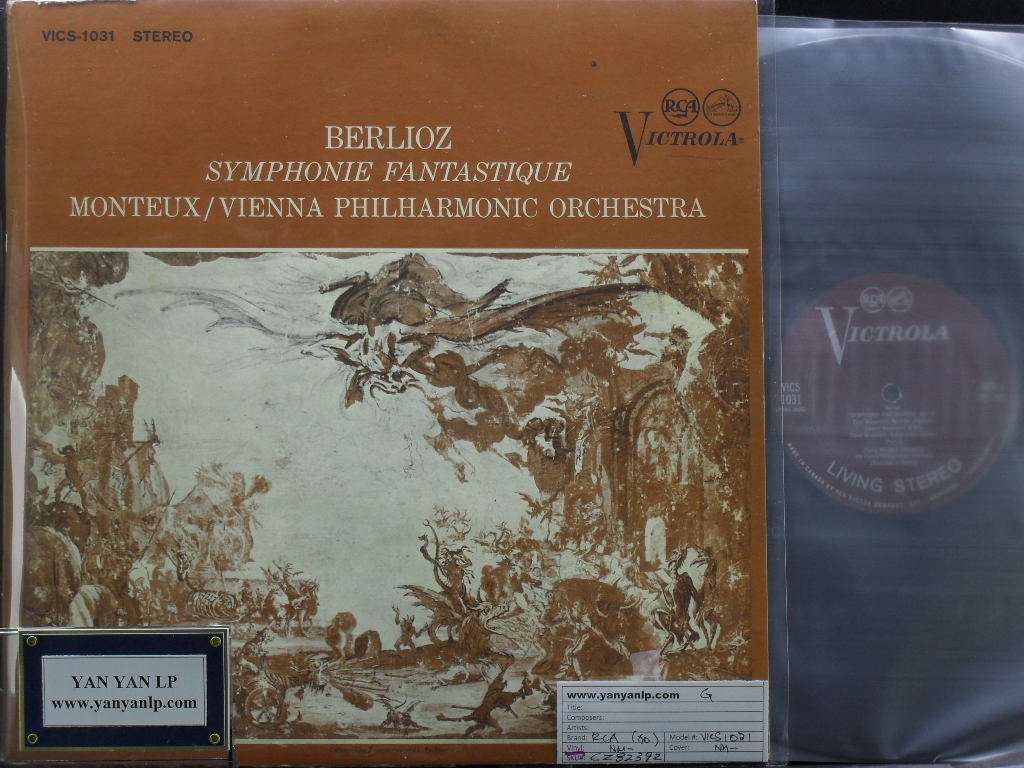 VICS-1031 STEREO
RCA
VICTROLA
BERLIOZ
SYMPHONIE FANTASTIQUE
MONTEUX/VIENNA PHILHARMONIC ORCHESTRA
RCA
VICTROLA
VICS
1031
LIVING STEREO
YAN YAN LP
www.yanyanlp.com
www.yanyanlp.com G
Title:
Composers:
Artists:
Brand: RCA Model #: VICS1031
Vinyl: NM- Cover: NM-
SKU#: CZ82392